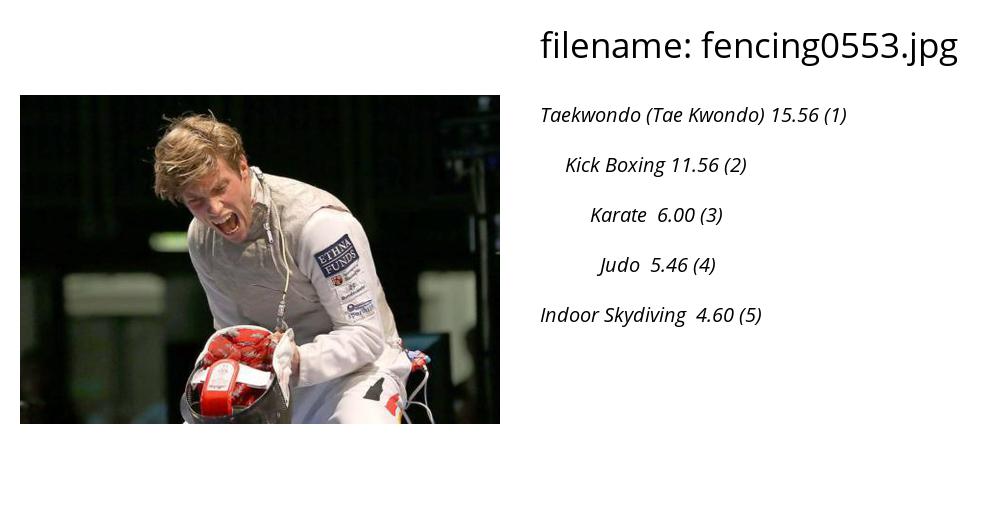 filename: fencing0553.jpg
Taekwondo (Tae Kwondo) 15.56 (1)
Kick Boxing 11.56 (2)
Karate 6.00 (3)
Judo 5.46 (4)
Indoor Skydiving 4.60 (5)
ETHNA
FUNDS